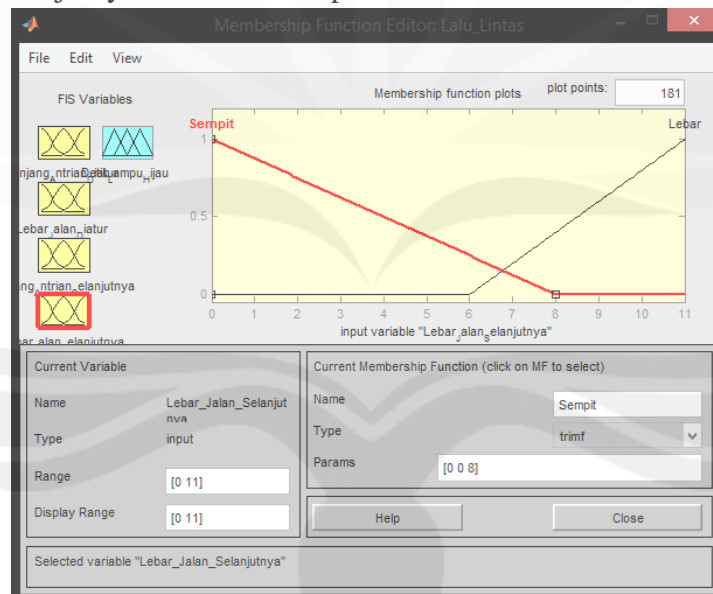 Membership Function Editor: Lalu_Lintas
File Edit View
FIS Variables
Membership function plots
plot points:
181
Sempit
Lebar
1
0.5
0
0 1 2 3 4 5 6 7 8 9 10 11
input variable "Lebar_jalan_selanjutnya"
Lebar_alan_iatur
ng_ntrian_elanjutnya
Current Variable
Name
Lebar_Jalan_Selanjut
nya
Type
input
Range
[0 11]
Display Range
[0 11]
Current Membership Function (click on MF to select)
Name
Sempit
Type
trimf
Params
[0 0 8]
Help
Close
Selected variable "Lebar_Jalan_Selanjutnya"